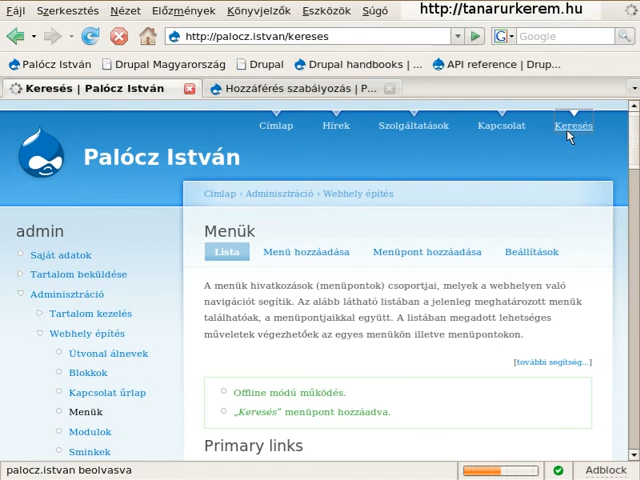 Fájl Szerkesztés Nézet Előzmények Könyvjelzők Eszközök Súgó http://tanarurkerem.hu
http://palocz.istvan/kereses Google
Palócz István Drupal Magyarország Drupal Drupal handbooks | ... API reference | Drup...
Keresés | Palócz István Hozzáférés szabályozás | P...
Címlap Hírek Szolgáltatások Kapcsolat Keresés
Palócz István
Címlap › Adminisztráció › Webhely építés
admin
Saját adatok
Tartalom beküldése
Adminisztráció
Tartalom kezelés
Webhely építés
Útvonal álnevek
Blokkok
Kapcsolat űrlap
Menük
Modulok
Sminkek
Menük
Lista Menü hozzáadása Menüpont hozzáadása Beállítások
A menük hivatkozások (menüpontok) csoportjai, melyek a webhelyen való
navigációt segítik. Az alább látható listában a jelenleg meghatározott menük
találhatóak, a menüpontjaikkal együtt. A listában megadott lehetséges
műveletek végezhetőek az egyes menükön illetve menüpontokon.
[további segítség...]
Offline módú működés.
„Keresés” menüpont hozzáadva.
Primary links
palocz.istvan beolvasva Adblock